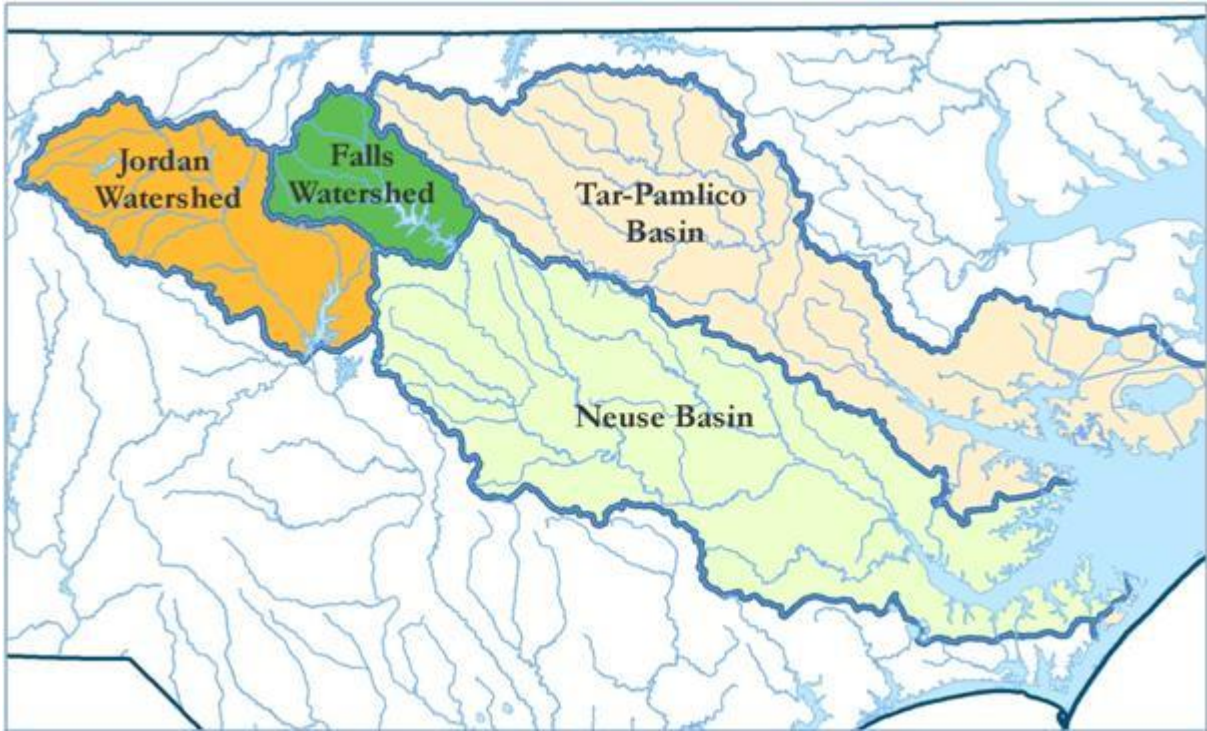 Jordan
Watershed
Falls
Watershed
Tar-Pamlico
Basin
Neuse Basin